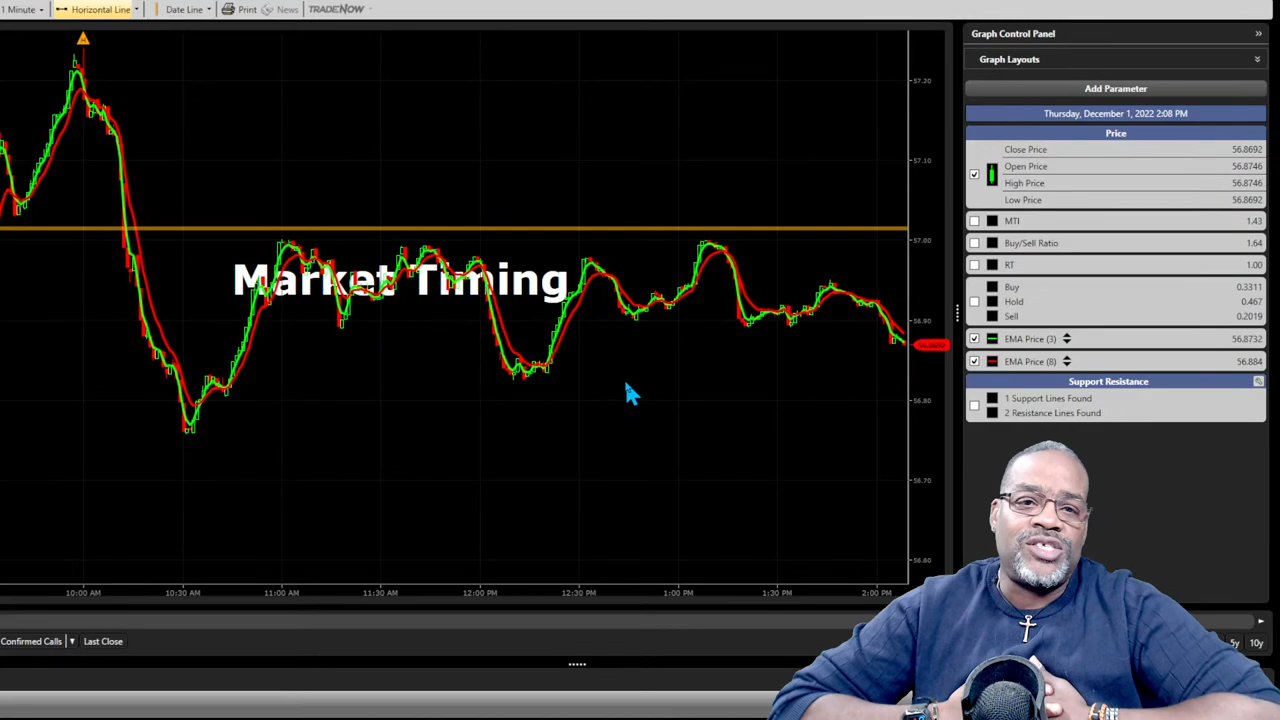 1 Minute
Horizontal Line
Date Line
Print
News
TRADENOW
Graph Control Panel
Graph Layouts
Add Parameter
Thursday, December 1, 2022 2:08 PM
Price
Close Price 56.8692
Open Price 56.8746
High Price 56.8746
Low Price 56.8692
MTI 1.43
Buy/Sell Ratio 1.64
RT 1.00
Buy 0.3311
Hold 0.467
Sell 0.2019
EMA Price (3) 56.8732
EMA Price (8) 56.884
Support Resistance
1 Support Lines Found
2 Resistance Lines Found
57.20
57.10
57.00
56.90
56.8692
56.80
56.70
56.60
Market Timing
10:00 AM
10:30 AM
11:00 AM
11:30 AM
12:00 PM
12:30 PM
1:00 PM
1:30 PM
2:00 PM
Confirmed Calls
Last Close
5y
10y